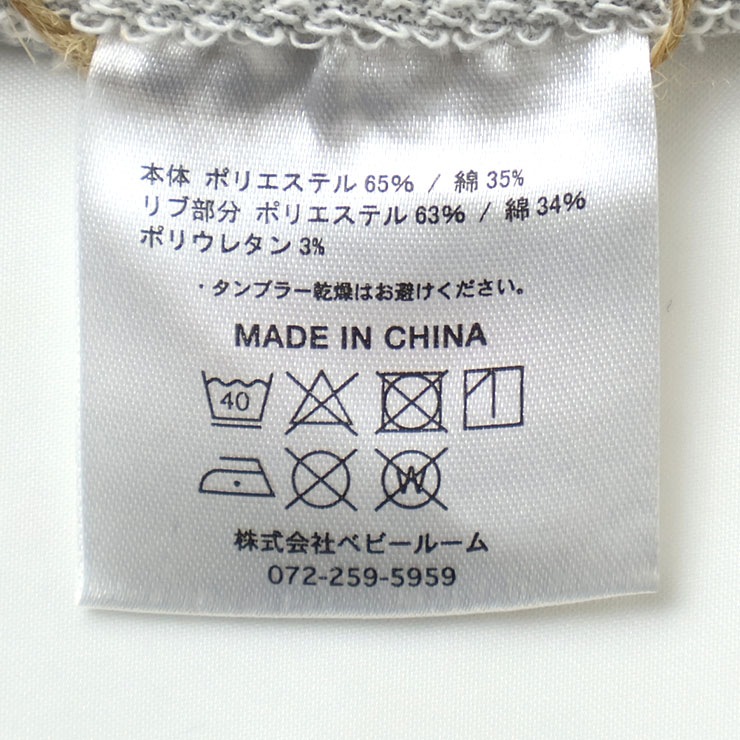 本体 ポリエステル 65% / 綿 35%
リブ部分 ポリエステル 63% / 綿 34%
ポリウレタン 3%
・タンブラー乾燥はお避けください。
MADE IN CHINA
40
W
株式会社ベビールーム
072-259-5959